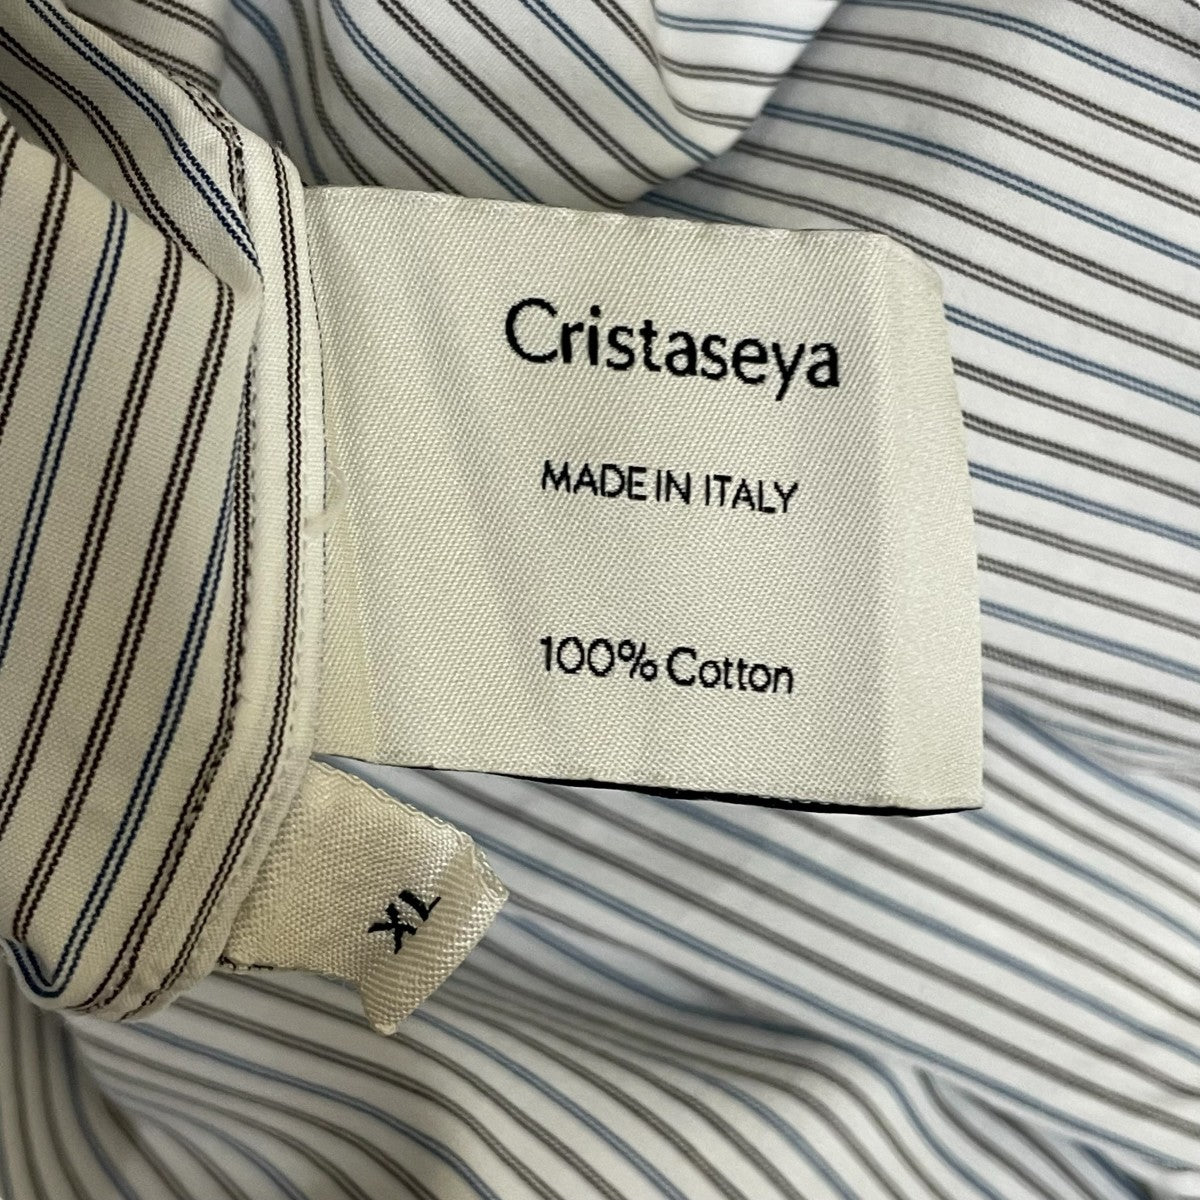 Cristaseya
MADE IN ITALY
100% Cotton
XL